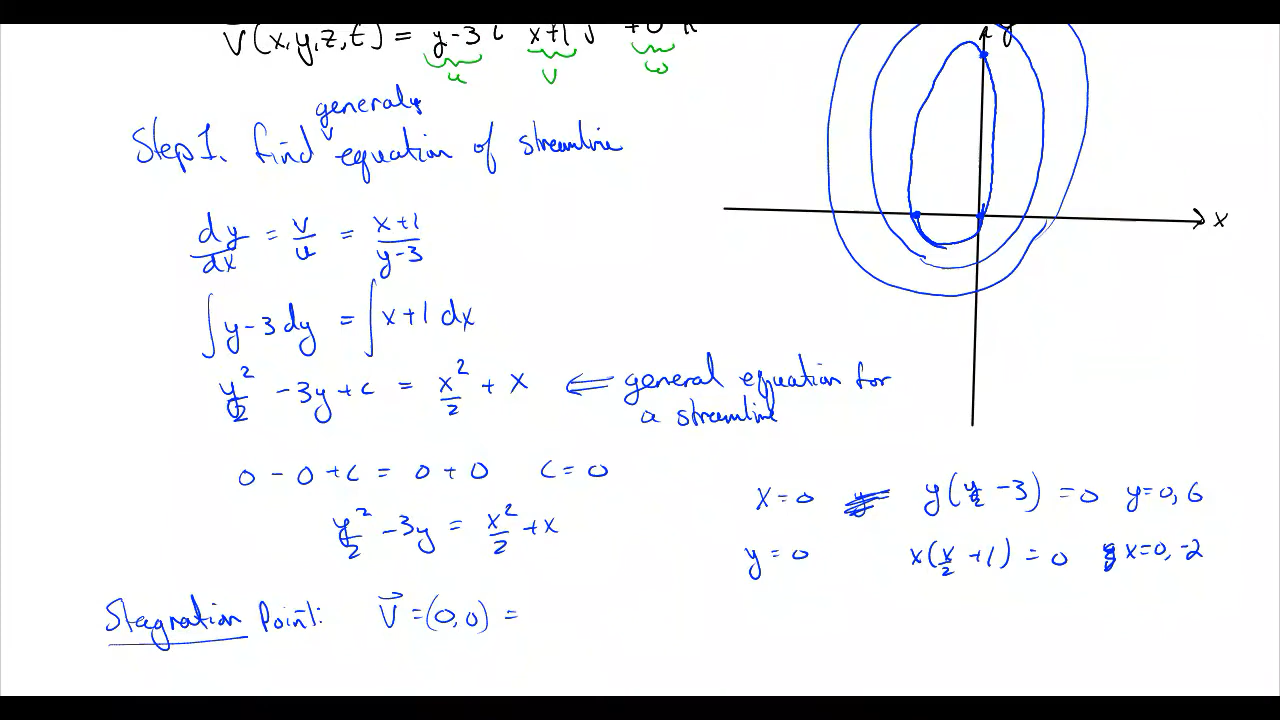 V(x,y,z,t) = y-3 i x+1 j +0 k
u v w
y
generals
Step 1. find equation of streamline
x
dy/dx = v/u = x+1/y-3
∫ y-3 dy = ∫ x+1 dx
y²/2 -3y + c = x²/2 + x ⇐ general equation for
a streamline
0 - 0 + c = 0 + 0 c = 0
x = 0 y(y/2 -3) = 0 y=0, 6
y²/2 - 3y = x²/2 + x
y = 0 x(x/2 +1) = 0 x=0, -2
Stagnation Point: V = (0,0) =